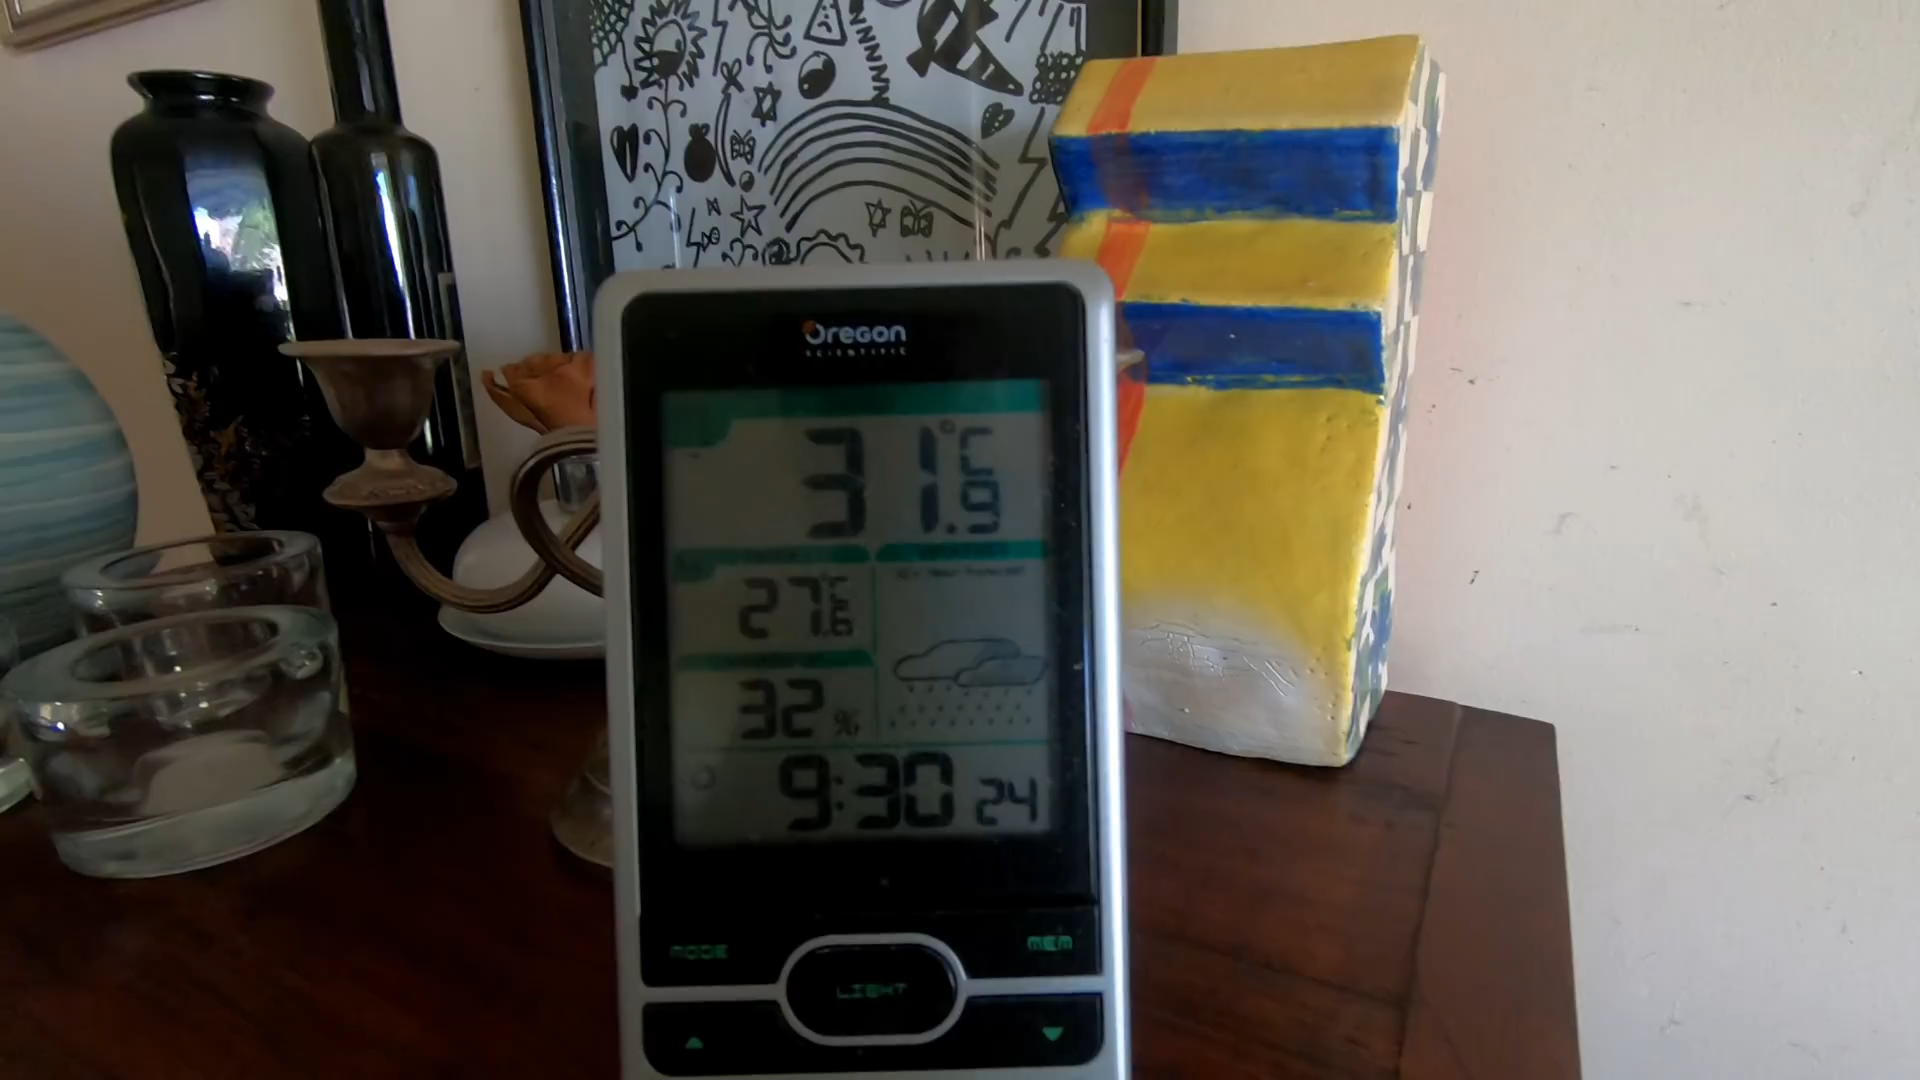 Oregon
SCIENTIFIC
31.9 °C
27.6 °C
32 %
9:30 24
MODE
MEM
LIGHT